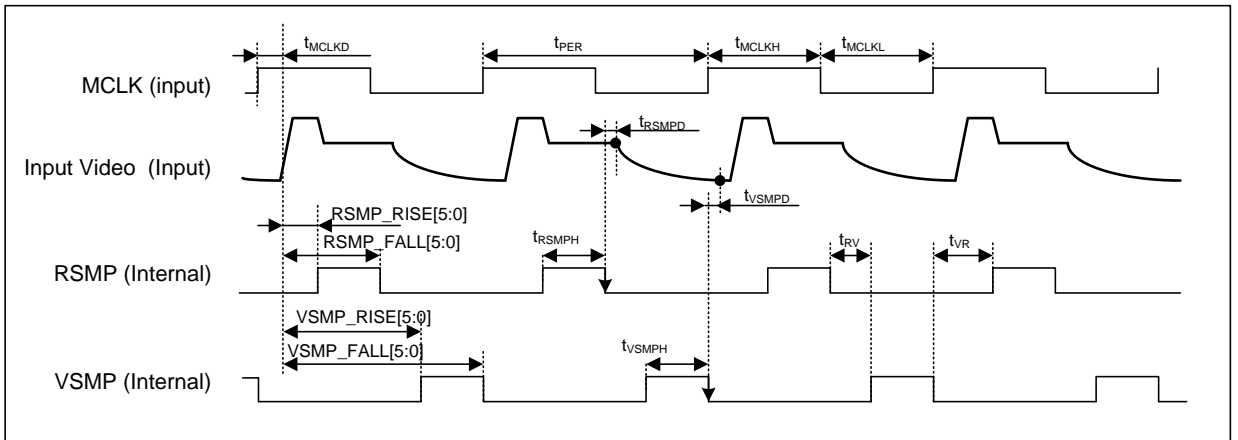 tMCLKD
tPER
tMCLKH
tMCLKL
MCLK (input)
tRSMPD
Input Video (Input)
tVSMPD
RSMP_RISE[5:0]
RSMP_FALL[5:0]
tRSMPH
tRV
tVR
RSMP (Internal)
VSMP_RISE[5:0]
VSMP_FALL[5:0]
tVSMPH
VSMP (Internal)